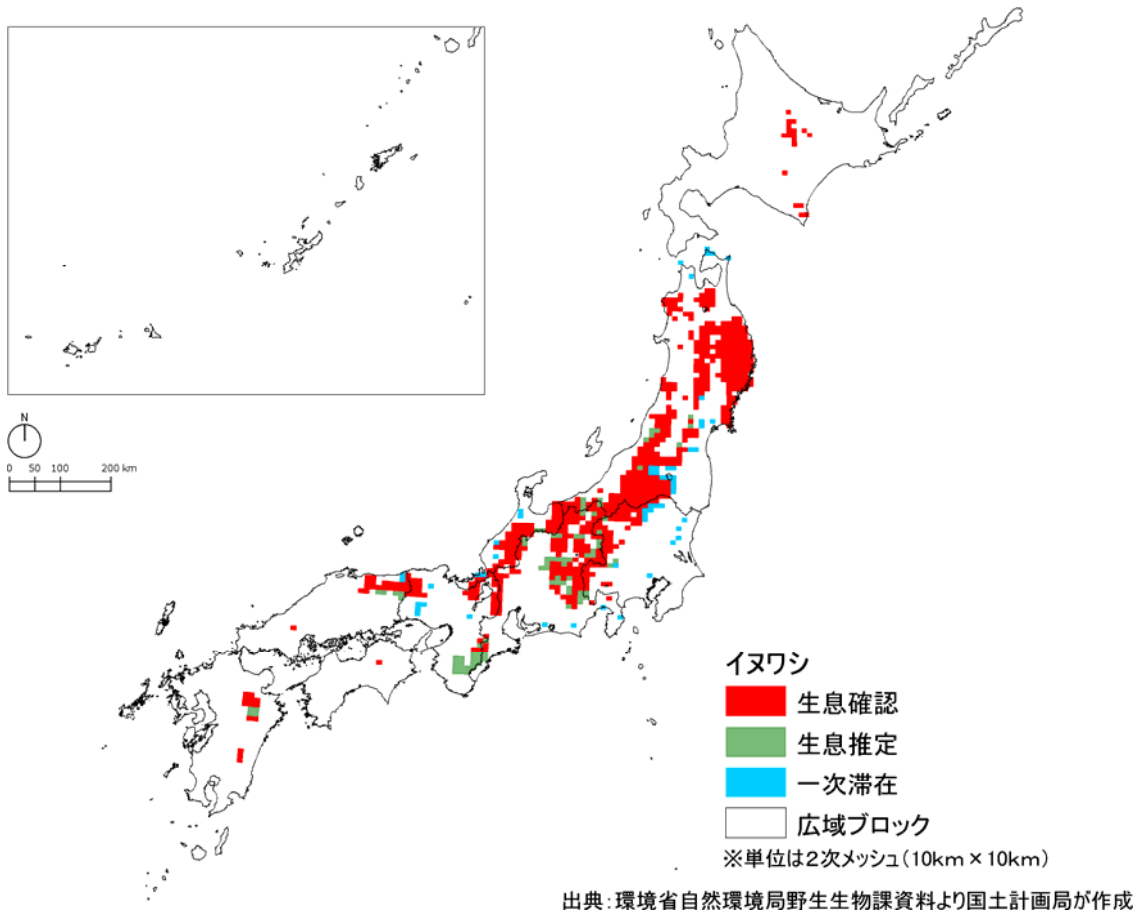 N
0 50 100 200 km
イヌワシ
生息確認
生息推定
一次滞在
広域ブロック
※単位は2次メッシュ(10km×10km)
出典:環境省自然環境局野生生物課資料より国土計画局が作成